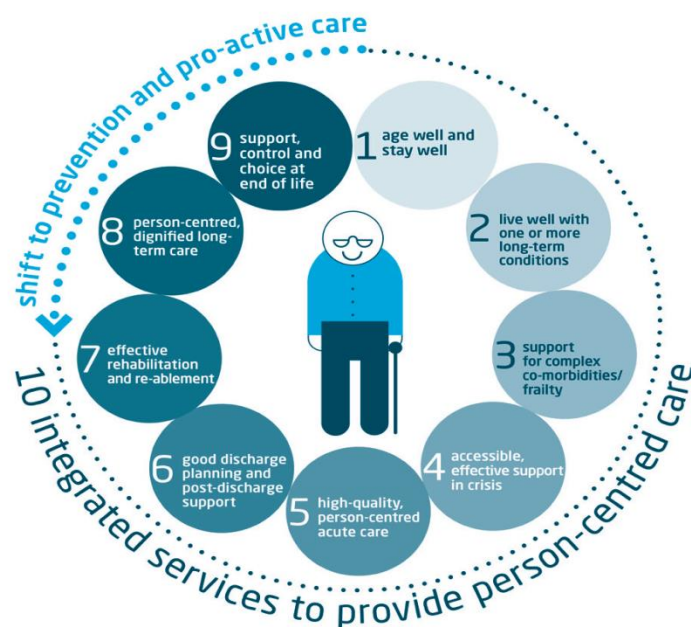 shift to prevention and pro-active care
1 age well and
stay well
2 live well with
one or more
long-term
conditions
3 support
for complex
co-morbidities/
frailty
4 accessible,
effective support
in crisis
5 high-quality,
person-centred
acute care
6 good discharge
planning and
post-discharge
support
7 effective
rehabilitation
and re-ablement
8 person-centred,
dignified long-
term care
9 support,
control and
choice at
end of life
10 integrated services to provide person-centred care